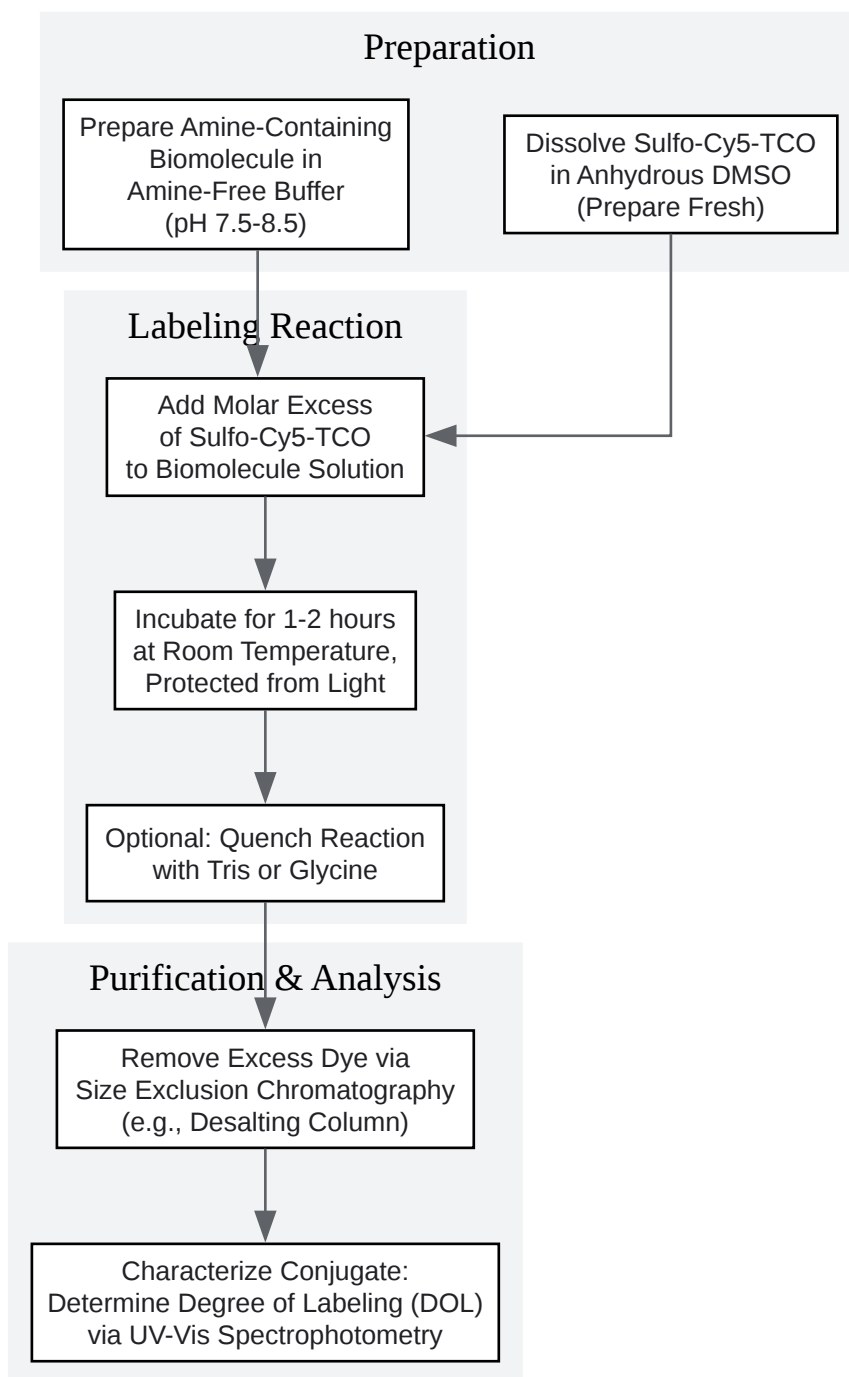 Preparation
Prepare Amine-Containing
Biomolecule in
Amine-Free Buffer
(pH 7.5-8.5)
Dissolve Sulfo-Cy5-TCO
in Anhydrous DMSO
(Prepare Fresh)
Labeling Reaction
Add Molar Excess
of Sulfo-Cy5-TCO
to Biomolecule Solution
Incubate for 1-2 hours
at Room Temperature,
Protected from Light
Optional: Quench Reaction
with Tris or Glycine
Purification & Analysis
Remove Excess Dye via
Size Exclusion Chromatography
(e.g., Desalting Column)
Characterize Conjugate:
Determine Degree of Labeling (DOL)
via UV-Vis Spectrophotometry